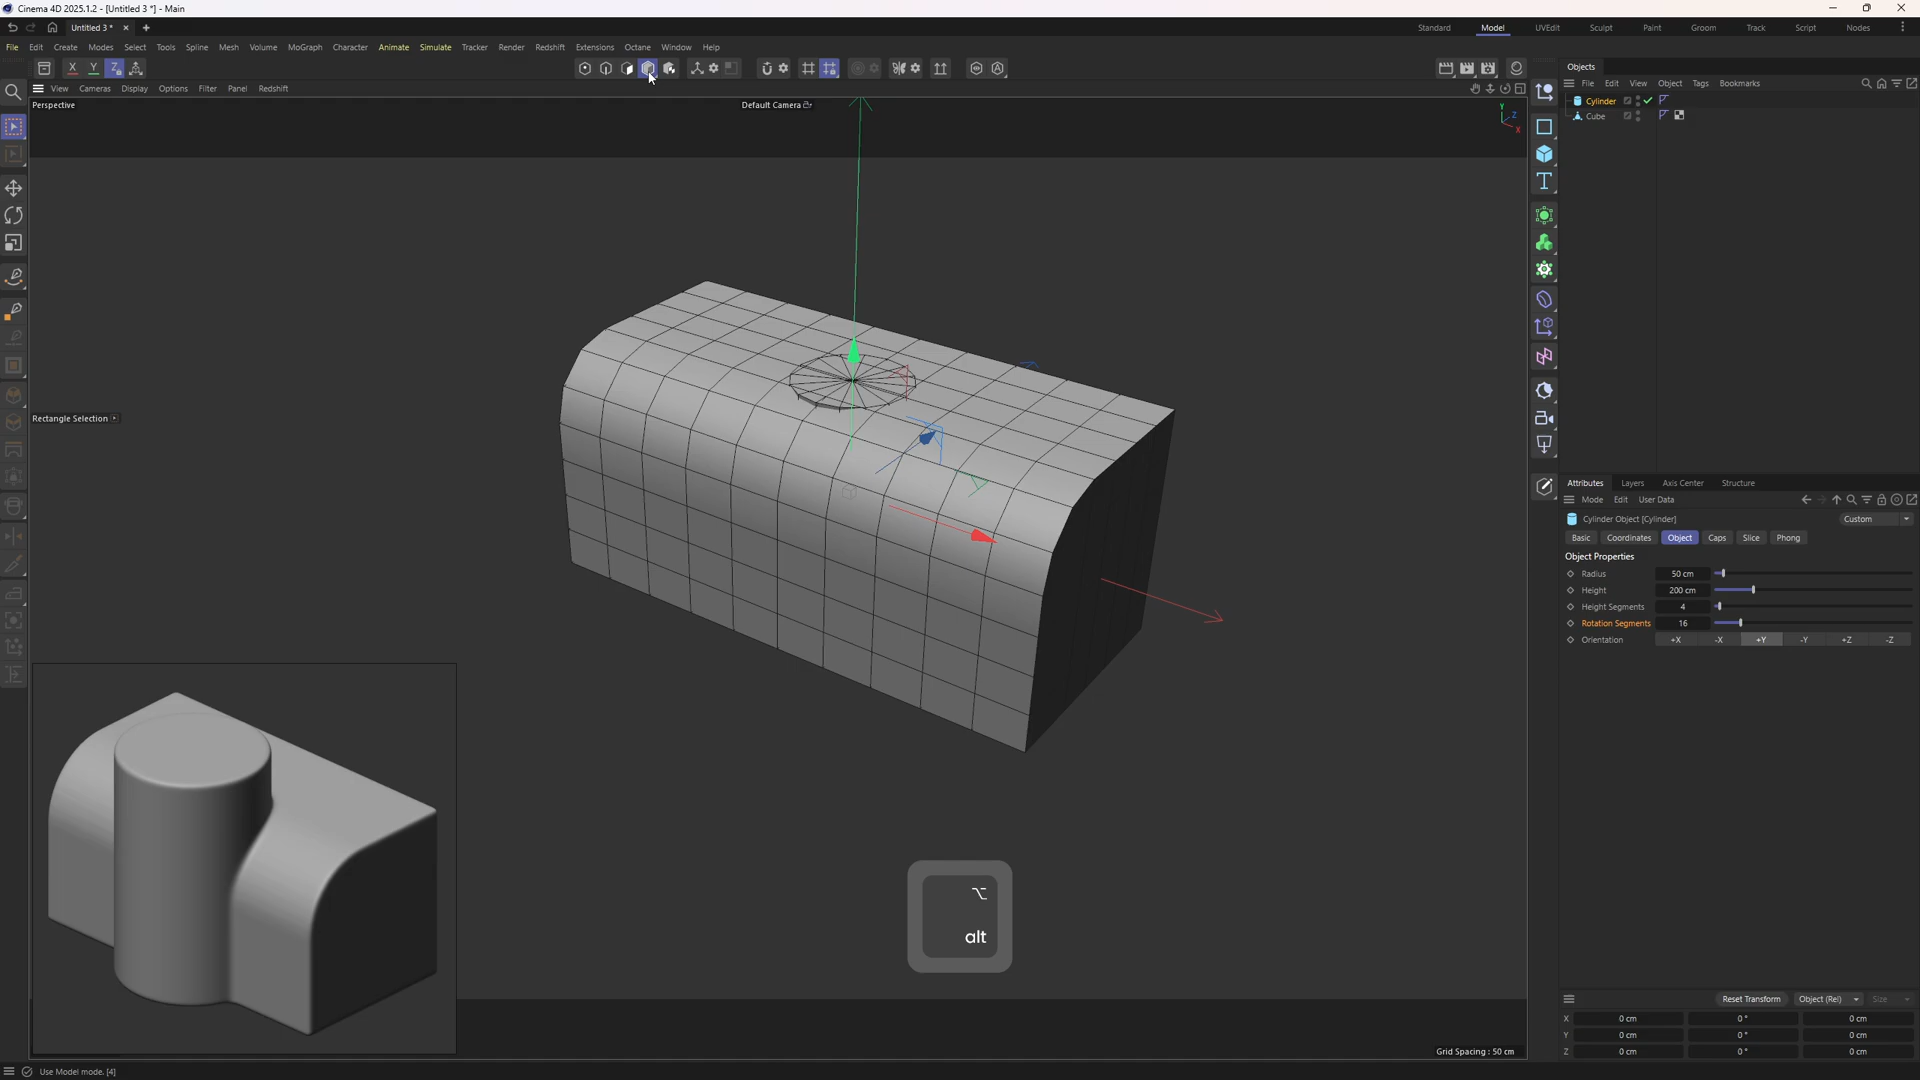 Cinema 4D 2025.1.2 - [Untitled 3 *] - Main
Untitled 3 *
Standard Model UVEdit Sculpt Paint Groom Track Script Nodes
File Edit Create Modes Select Tools Spline Mesh Volume MoGraph Character Animate Simulate Tracker Render Redshift Extensions Octane Window Help
X Y Z
View Cameras Display Options Filter Panel Redshift
Perspective
Default Camera
Y
Z
X
Rectangle Selection
alt
Grid Spacing : 50 cm
Objects
File Edit View Object Tags Bookmarks
Cylinder
Cube
Attributes Layers Axis Center Structure
Mode Edit User Data
Cylinder Object [Cylinder]
Custom
Basic Coordinates Object Caps Slice Phong
Object Properties
Radius 50 cm
Height 200 cm
Height Segments 4
Rotation Segments 16
Orientation +X -X +Y -Y +Z -Z
Reset Transform Object (Rel) Size
X 0 cm 0 ° 0 cm
Y 0 cm 0 ° 0 cm
Z 0 cm 0 ° 0 cm
Use Model mode. [4]